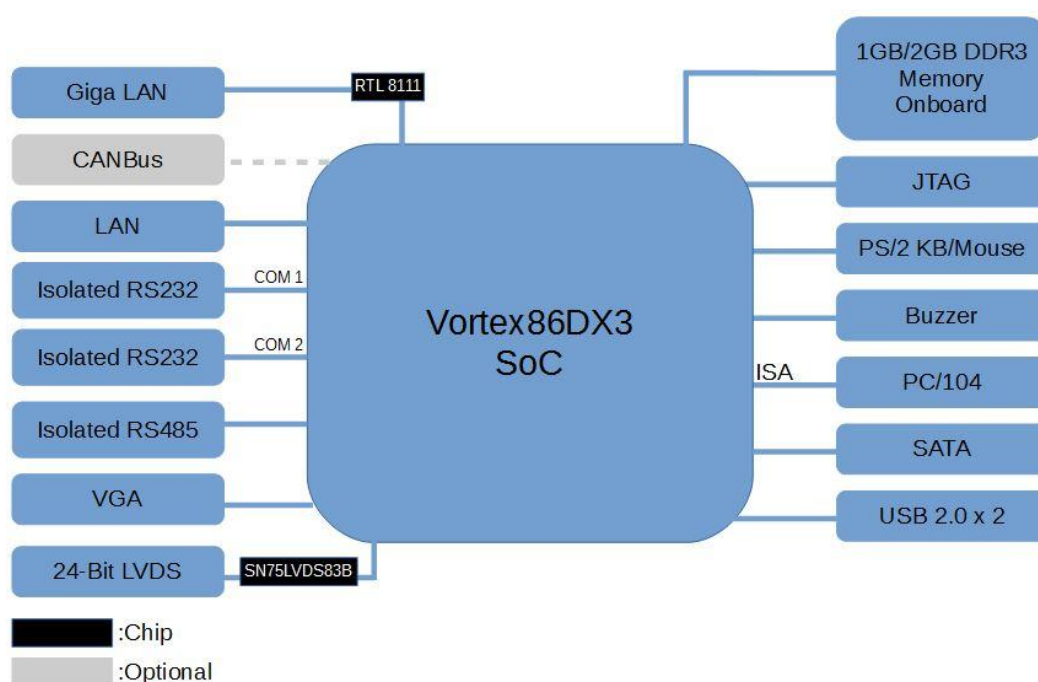 Giga LAN
RTL 8111
CANBus
LAN
Isolated RS232
COM 1
Isolated RS232
COM 2
Isolated RS485
VGA
24-Bit LVDS
SN75LVDS83B
Vortex86DX3
SoC
1GB/2GB DDR3
Memory
Onboard
JTAG
PS/2 KB/Mouse
Buzzer
ISA
PC/104
SATA
USB 2.0 x 2
:Chip
:Optional